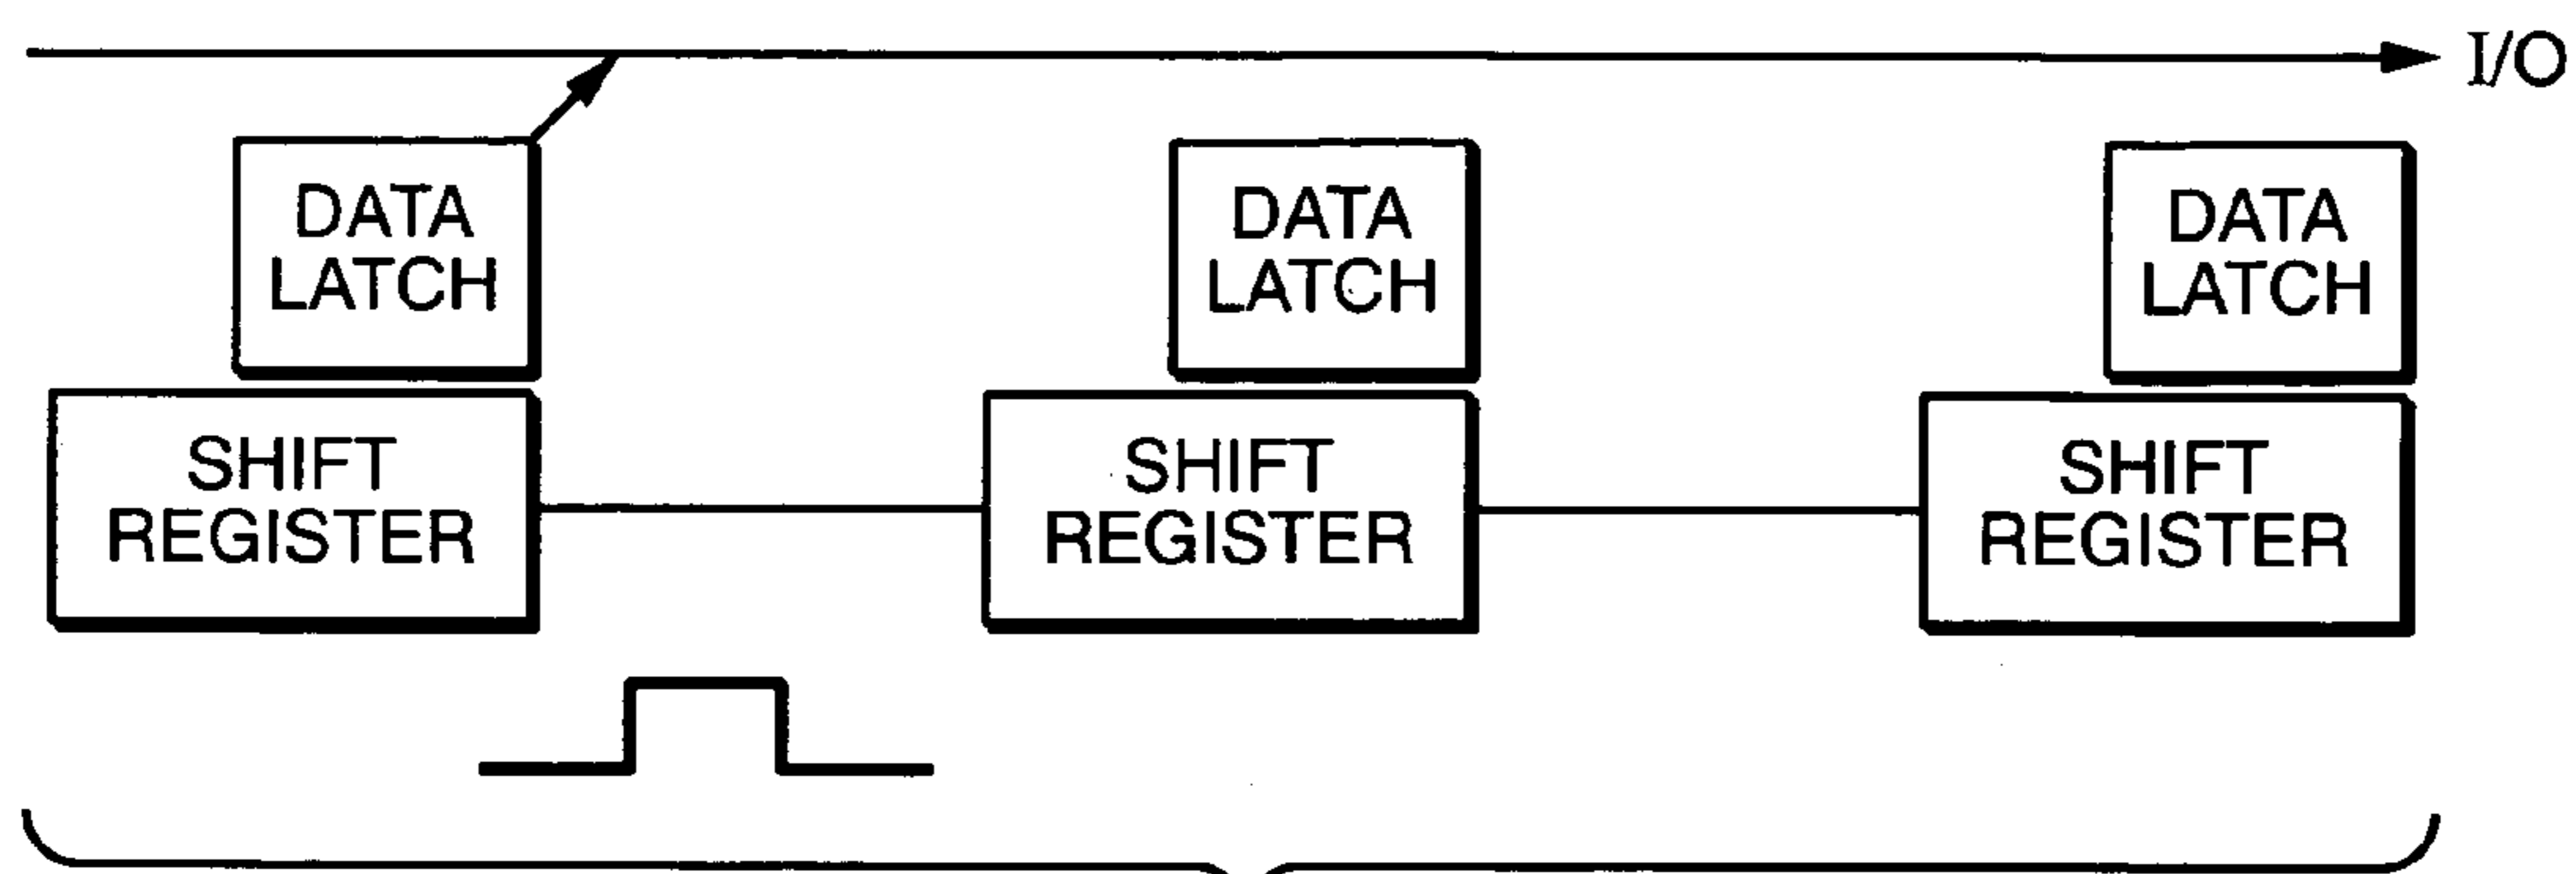 I/O
DATA
LATCH
DATA
LATCH
DATA
LATCH
SHIFT
REGISTER
SHIFT
REGISTER
SHIFT
REGISTER